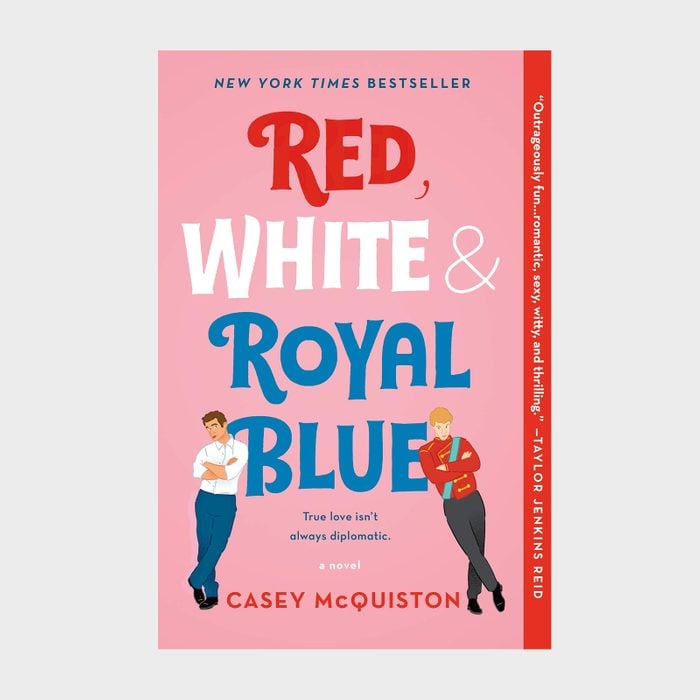 NEW YORK TIMES BESTSELLER
RED,
WHITE &
ROYAL
BLUE
True love isn't
always diplomatic.
a novel
CASEY McQUISTON
“Outrageously fun...romantic, sexy, witty, and thrilling.” —TAYLOR JENKINS REID